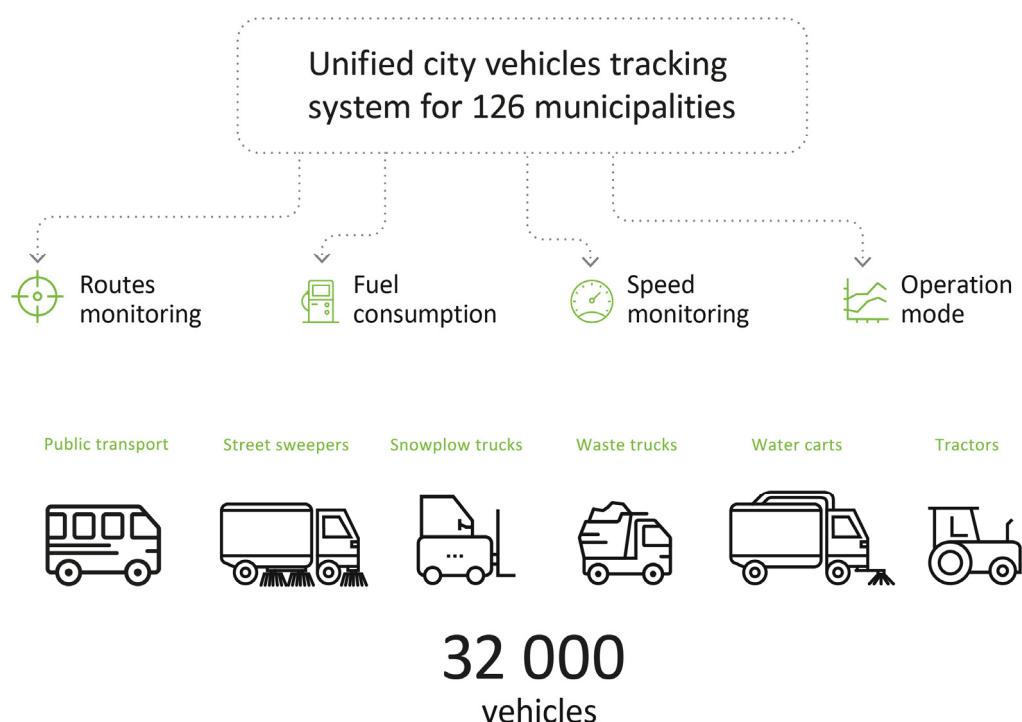 Unified city vehicles tracking
system for 126 municipalities
Routes
monitoring
Fuel
consumption
Speed
monitoring
Operation
mode
Public transport
Street sweepers
Snowplow trucks
Waste trucks
Water carts
Tractors
32 000
vehicles